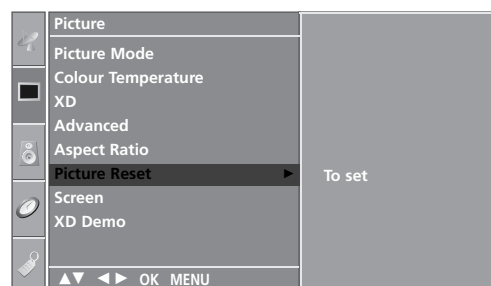 Picture
Picture Mode
Colour Temperature
XD
Advanced
Aspect Ratio
Picture Reset ► To set
Screen
XD Demo
▲▼ ◄► OK MENU